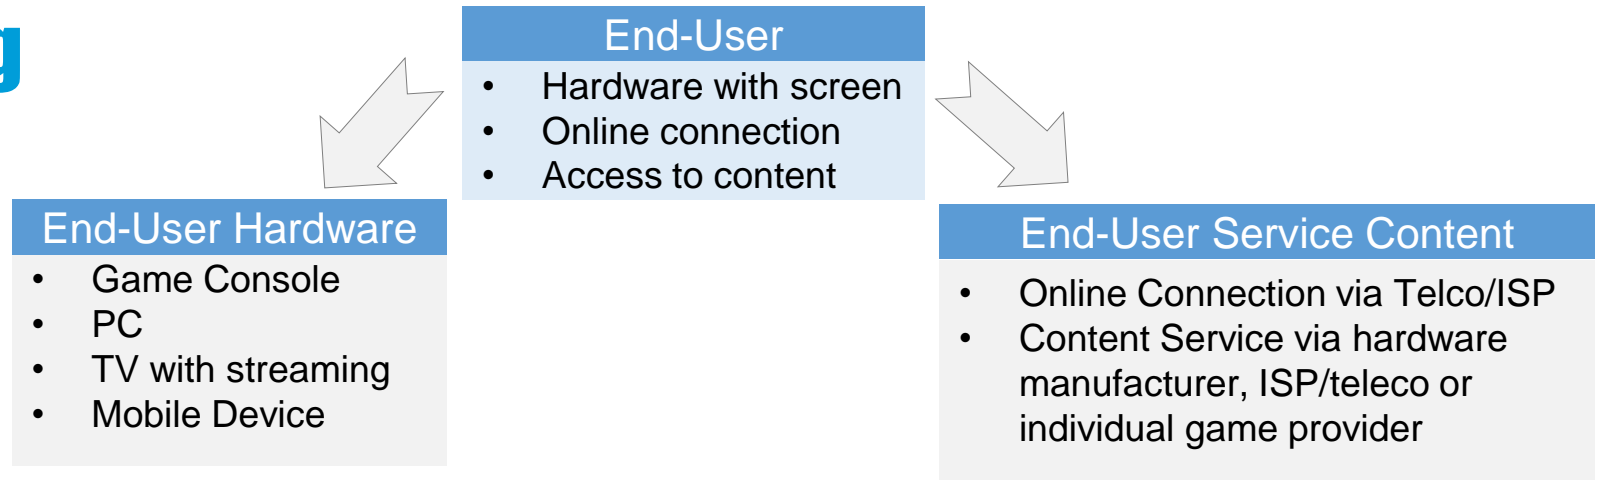 g
End-User
• Hardware with screen
• Online connection
• Access to content
End-User Hardware
• Game Console
• PC
• TV with streaming
• Mobile Device
End-User Service Content
• Online Connection via Telco/ISP
• Content Service via hardware
manufacturer, ISP/teleco or
individual game provider